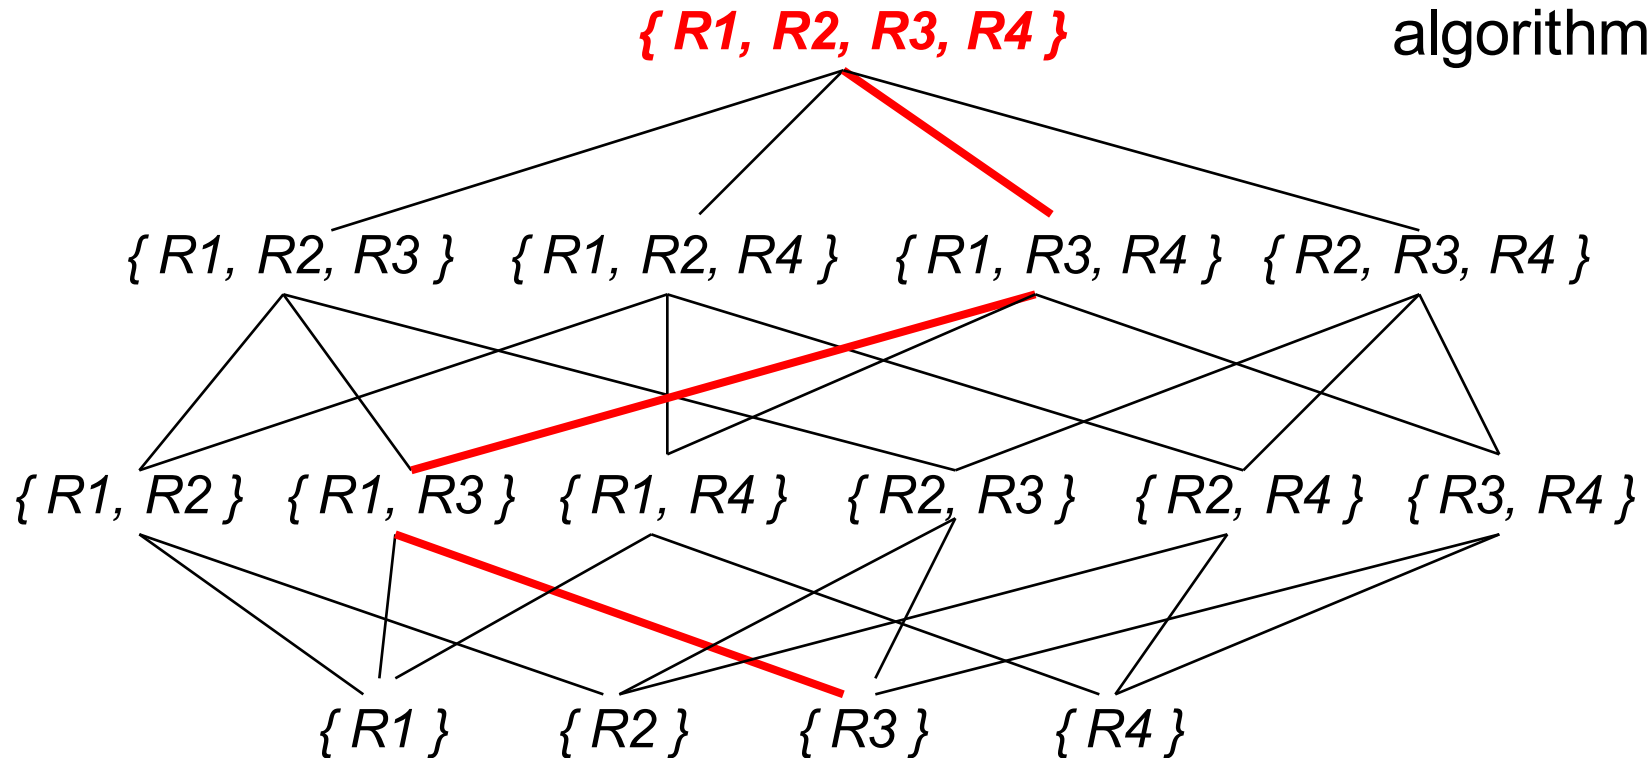 { R1, R2, R3, R4 }
algorithm
{ R1, R2, R3 } { R1, R2, R4 } { R1, R3, R4 } { R2, R3, R4 }
{ R1, R2 } { R1, R3 } { R1, R4 } { R2, R3 } { R2, R4 } { R3, R4 }
{ R1 } { R2 } { R3 } { R4 }